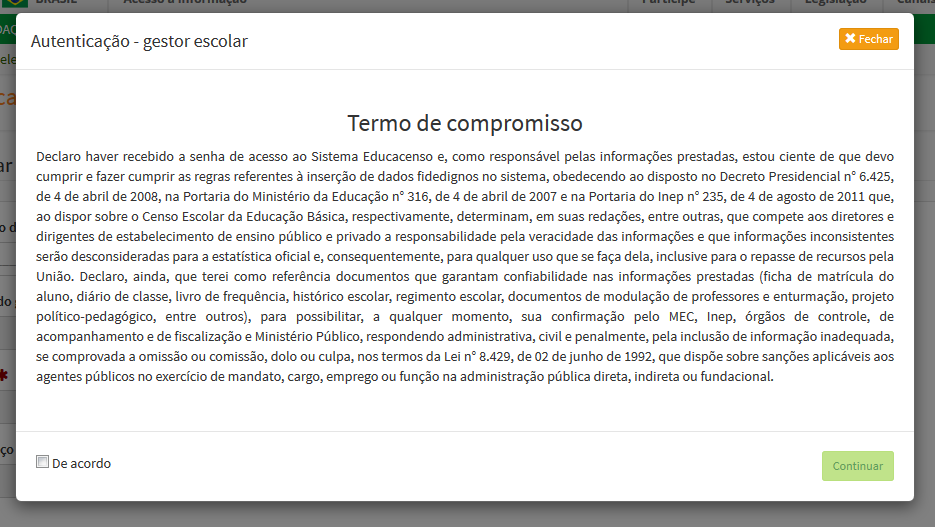 BRASIL Acesso à informação Participe Serviços Legislação Canais
Autenticação - gestor escolar
✖ Fechar
Termo de compromisso
Declaro haver recebido a senha de acesso ao Sistema Educacenso e, como responsável pelas informações prestadas, estou ciente de que devo
cumprir e fazer cumprir as regras referentes à inserção de dados fidedignos no sistema, obedecendo ao disposto no Decreto Presidencial n° 6.425,
de 4 de abril de 2008, na Portaria do Ministério da Educação n° 316, de 4 de abril de 2007 e na Portaria do Inep n° 235, de 4 de agosto de 2011 que,
ao dispor sobre o Censo Escolar da Educação Básica, respectivamente, determinam, em suas redações, entre outras, que compete aos diretores e
dirigentes de estabelecimento de ensino público e privado a responsabilidade pela veracidade das informações e que informações inconsistentes
serão desconsideradas para a estatística oficial e, consequentemente, para qualquer uso que se faça dela, inclusive para o repasse de recursos pela
União. Declaro, ainda, que terei como referência documentos que garantam confiabilidade nas informações prestadas (ficha de matrícula do
aluno, diário de classe, livro de frequência, histórico escolar, regimento escolar, documentos de modulação de professores e enturmação, projeto
político-pedagógico, entre outros), para possibilitar, a qualquer momento, sua confirmação pelo MEC, Inep, órgãos de controle, de
acompanhamento e de fiscalização e Ministério Público, respondendo administrativa, civil e penalmente, pela inclusão de informação inadequada,
se comprovada a omissão ou comissão, dolo ou culpa, nos termos da Lei n° 8.429, de 02 de junho de 1992, que dispõe sobre sanções aplicáveis aos
agentes públicos no exercício de mandato, cargo, emprego ou função na administração pública direta, indireta ou fundacional.
De acordo
Continuar